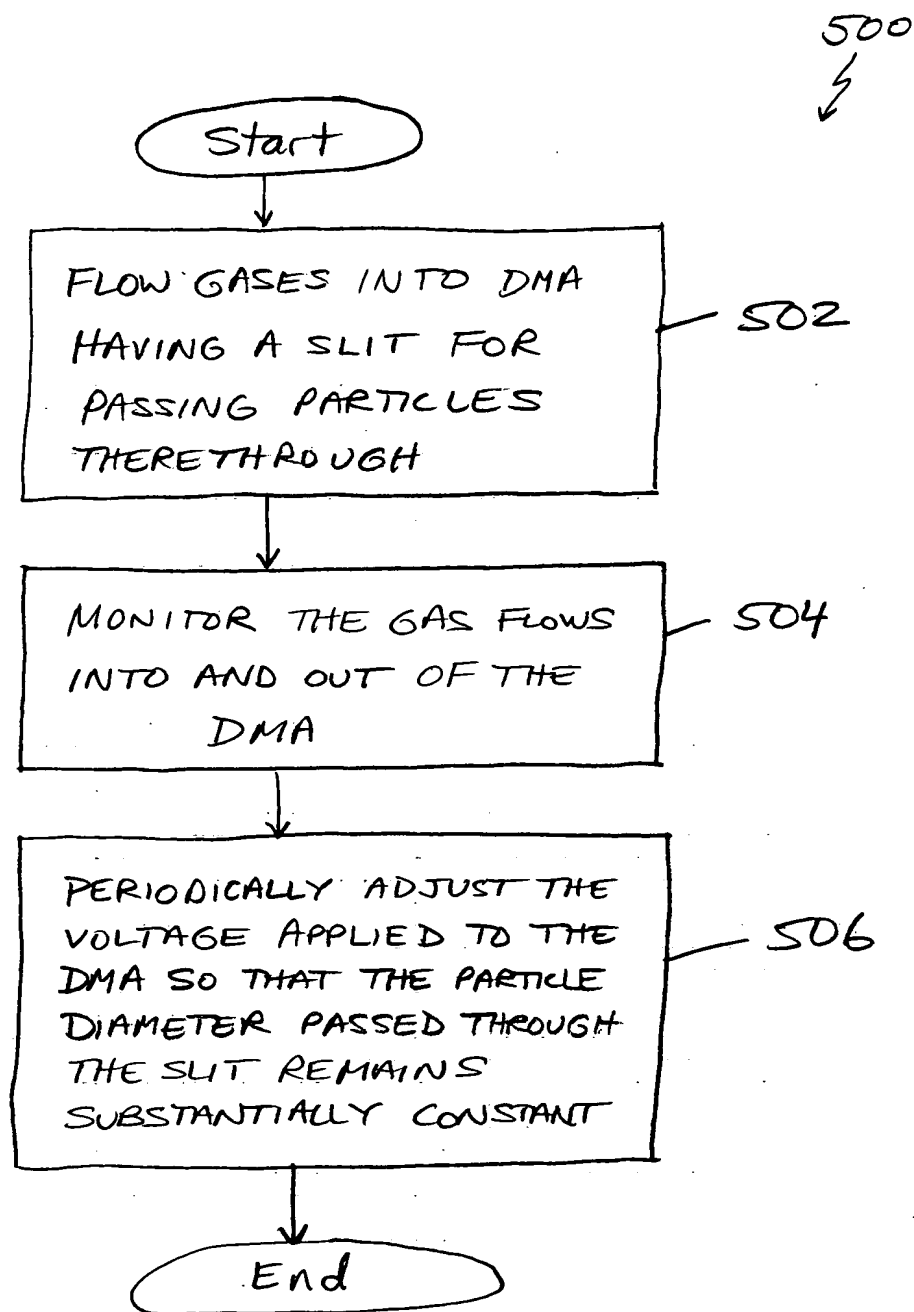 500
Start
FLOW GASES INTO DMA
HAVING A SLIT FOR
PASSING PARTICLES
THERETHROUGH
502
MONITOR THE GAS FLOWS
INTO AND OUT OF THE
DMA
504
PERIODICALLY ADJUST THE
VOLTAGE APPLIED TO THE
DMA SO THAT THE PARTICLE
DIAMETER PASSED THROUGH
THE SLIT REMAINS
SUBSTANTIALLY CONSTANT
506
End